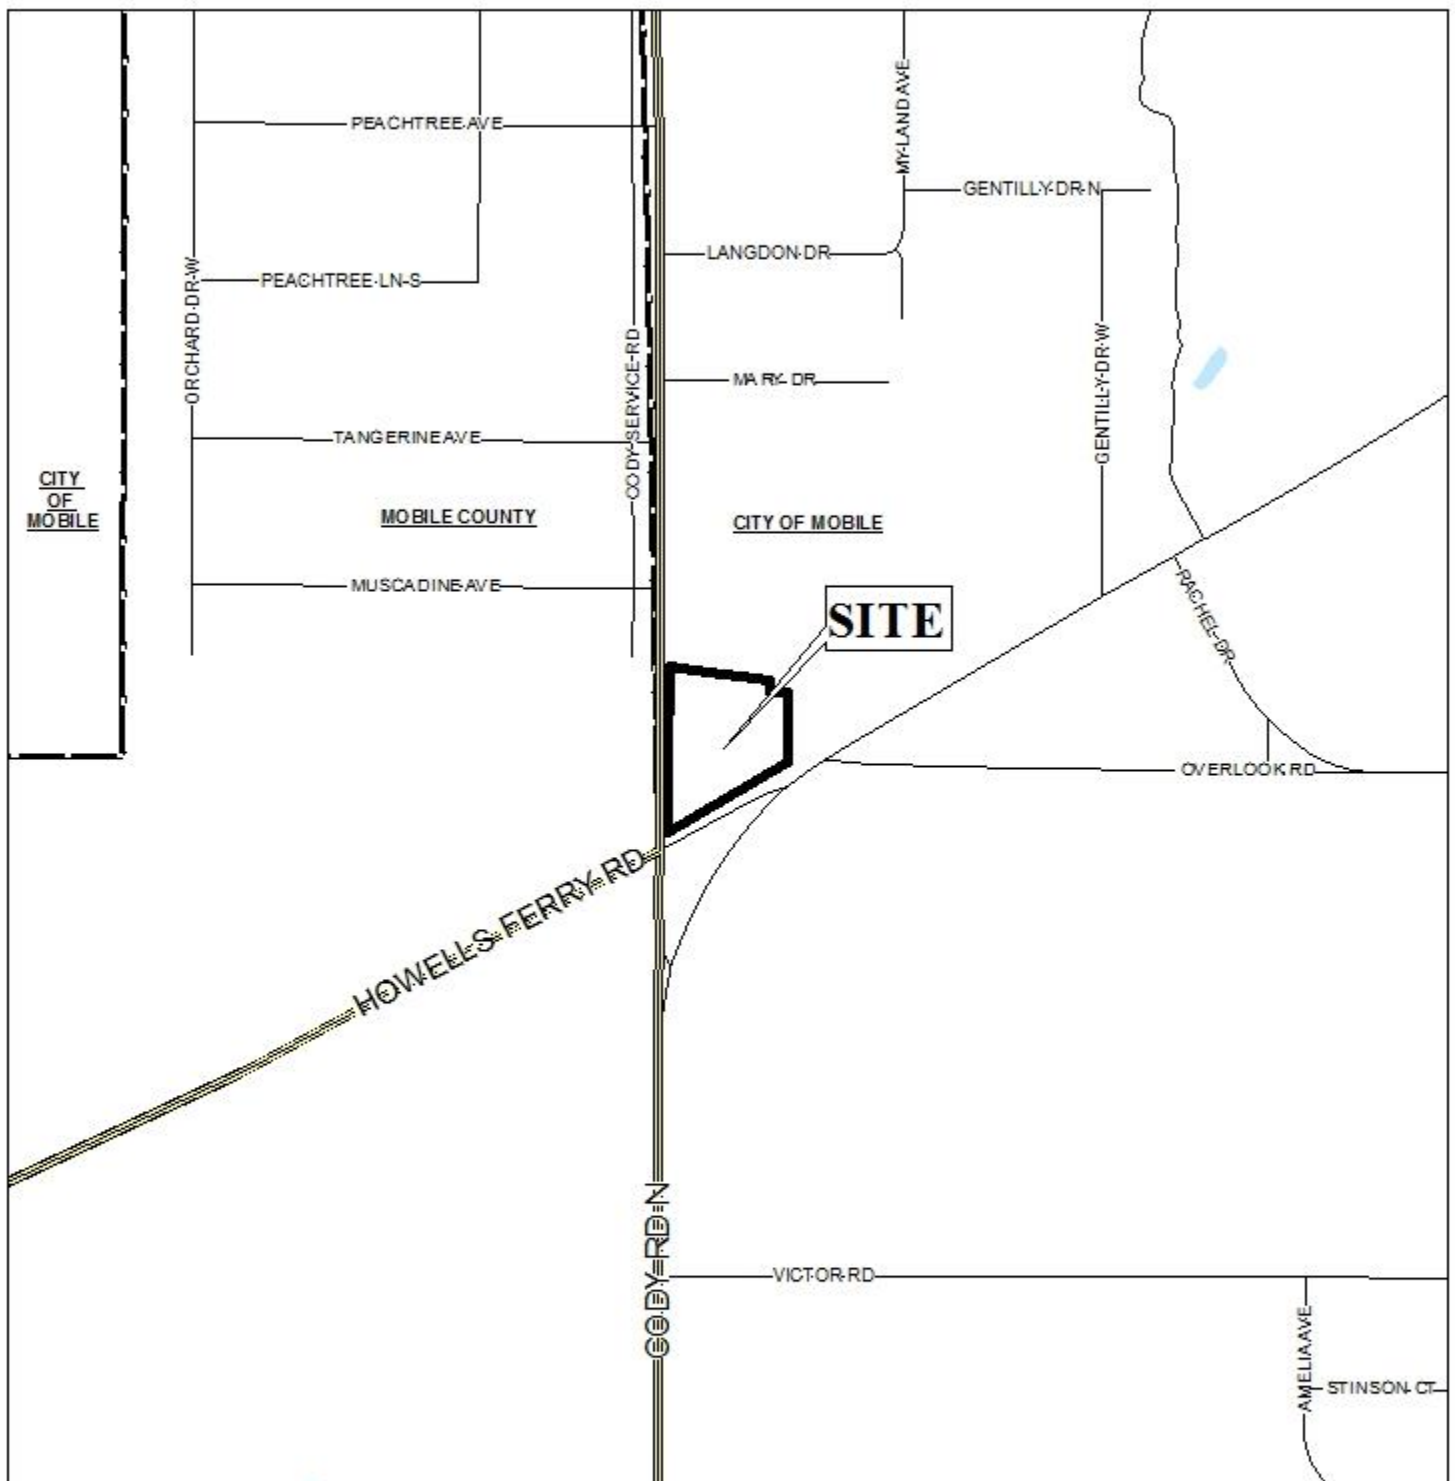 PEACHTREE AVE
MY LAND AVE
GENTILLY DR N
LANGDON DR
PEACHTREE LN S
ORCHARD DR W
CODY SERVICE RD
GENTILLY DR W
MARY DR
TANGERINE AVE
CITY
OF
MOBILE
MOBILE COUNTY
CITY OF MOBILE
MUSCADINE AVE
SITE
RACHEL DR
OVERLOOK RD
HOWELLS FERRY RD
CODY RD N
VICTOR RD
AMELIA AVE
STINSON CT